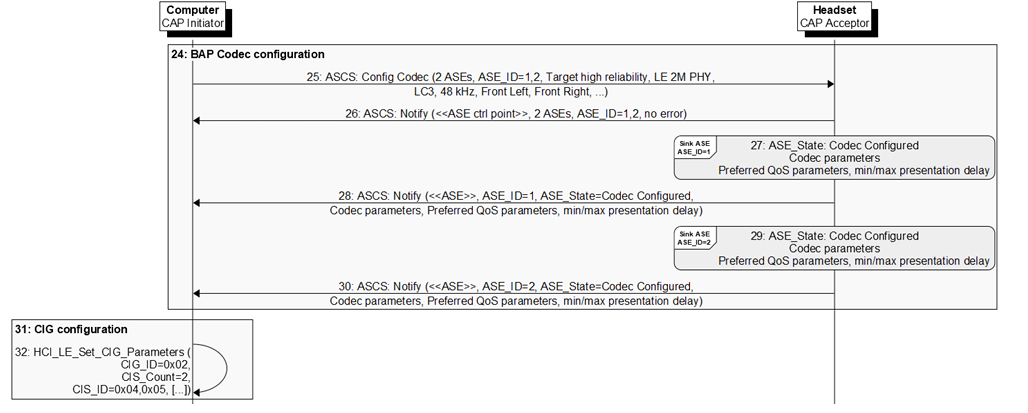 Computer
CAP Initiator
Headset
CAP Acceptor
24: BAP Codec configuration
25: ASCS: Config Codec (2 ASEs, ASE_ID=1,2, Target high reliability, LE 2M PHY,
LC3, 48 kHz, Front Left, Front Right, ...)
26: ASCS: Notify (<<ASE ctrl point>>, 2 ASEs, ASE_ID=1,2, no error)
Sink ASE
ASE_ID=1
27: ASE_State: Codec Configured
Codec parameters
Preferred QoS parameters, min/max presentation delay
28: ASCS: Notify (<<ASE>>, ASE_ID=1, ASE_State=Codec Configured,
Codec parameters, Preferred QoS parameters, min/max presentation delay)
Sink ASE
ASE_ID=2
29: ASE_State: Codec Configured
Codec parameters
Preferred QoS parameters, min/max presentation delay
30: ASCS: Notify (<<ASE>>, ASE_ID=2, ASE_State=Codec Configured,
Codec parameters, Preferred QoS parameters, min/max presentation delay)
31: CIG configuration
32: HCI_LE_Set_CIG_Parameters (
CIG_ID=0x02,
CIS_Count=2,
CIS_ID=0x04,0x05, [...])